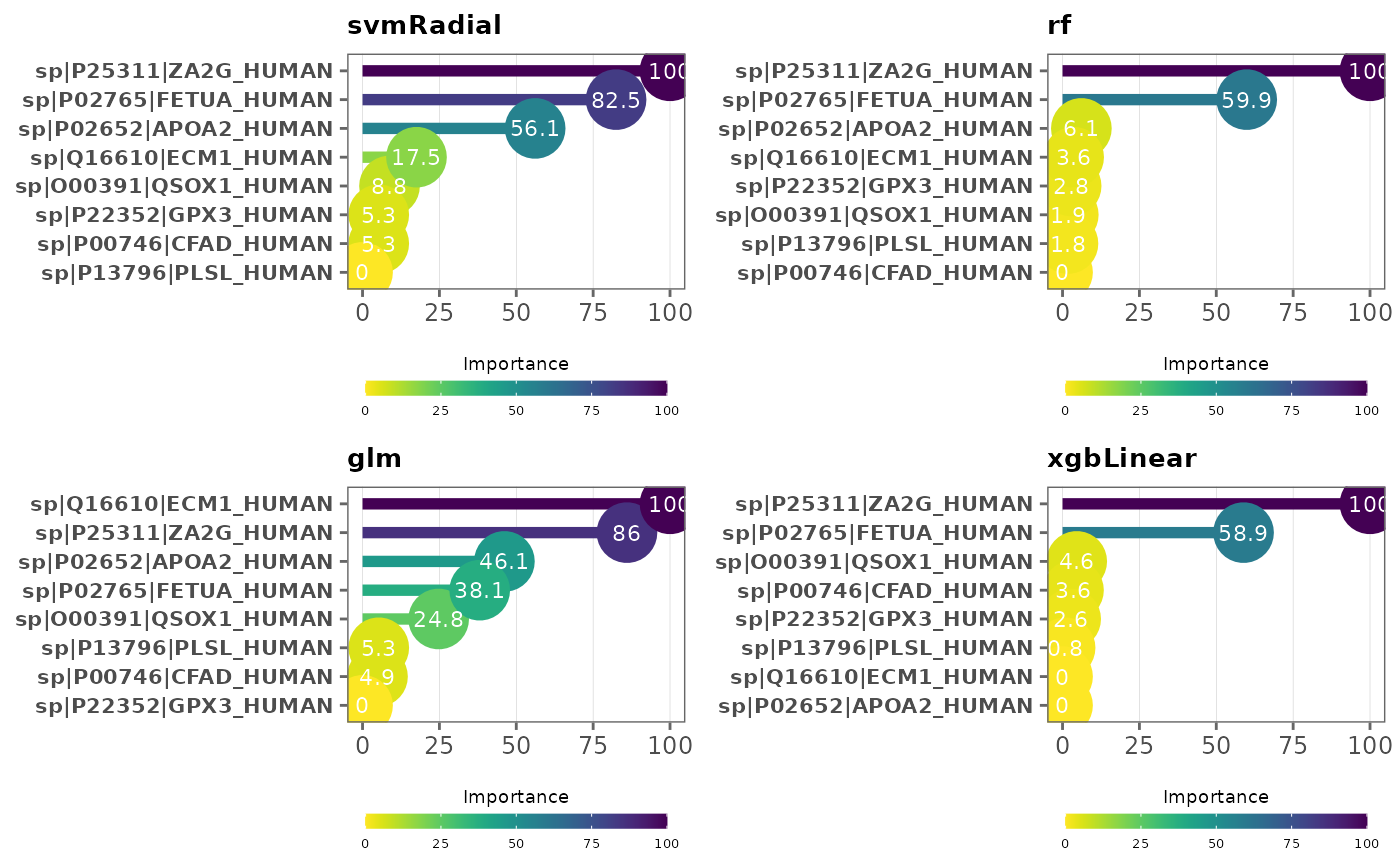 svmRadial
sp|P25311|ZA2G_HUMAN 100
sp|P02765|FETUA_HUMAN 82.5
sp|P02652|APOA2_HUMAN 56.1
sp|Q16610|ECM1_HUMAN 17.5
sp|O00391|QSOX1_HUMAN 8.8
sp|P22352|GPX3_HUMAN 5.3
sp|P00746|CFAD_HUMAN 5.3
sp|P13796|PLSL_HUMAN 0
0 25 50 75 100
Importance
0 25 50 75 100
rf
sp|P25311|ZA2G_HUMAN 100
sp|P02765|FETUA_HUMAN 59.9
sp|P02652|APOA2_HUMAN 6.1
sp|Q16610|ECM1_HUMAN 3.6
sp|P22352|GPX3_HUMAN 2.8
sp|O00391|QSOX1_HUMAN 1.9
sp|P13796|PLSL_HUMAN 1.8
sp|P00746|CFAD_HUMAN 0
0 25 50 75 100
Importance
0 25 50 75 100
glm
sp|Q16610|ECM1_HUMAN 100
sp|P25311|ZA2G_HUMAN 86
sp|P02652|APOA2_HUMAN 46.1
sp|P02765|FETUA_HUMAN 38.1
sp|O00391|QSOX1_HUMAN 24.8
sp|P13796|PLSL_HUMAN 5.3
sp|P00746|CFAD_HUMAN 4.9
sp|P22352|GPX3_HUMAN 0
0 25 50 75 100
Importance
0 25 50 75 100
xgbLinear
sp|P25311|ZA2G_HUMAN 100
sp|P02765|FETUA_HUMAN 58.9
sp|O00391|QSOX1_HUMAN 4.6
sp|P00746|CFAD_HUMAN 3.6
sp|P22352|GPX3_HUMAN 2.6
sp|P13796|PLSL_HUMAN 0.8
sp|Q16610|ECM1_HUMAN 0
sp|P02652|APOA2_HUMAN 0
0 25 50 75 100
Importance
0 25 50 75 100